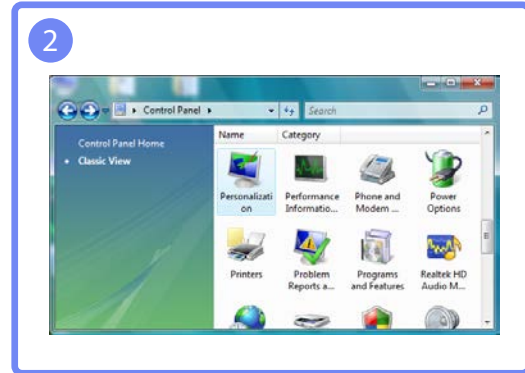 2
Control Panel
Search
Control Panel Home
Classic View
Name Category
Personalizati
on
Performance
Informatio...
Phone and
Modem ...
Power
Options
Printers
Problem
Reports a...
Programs
and Features
Realtek HD
Audio M...